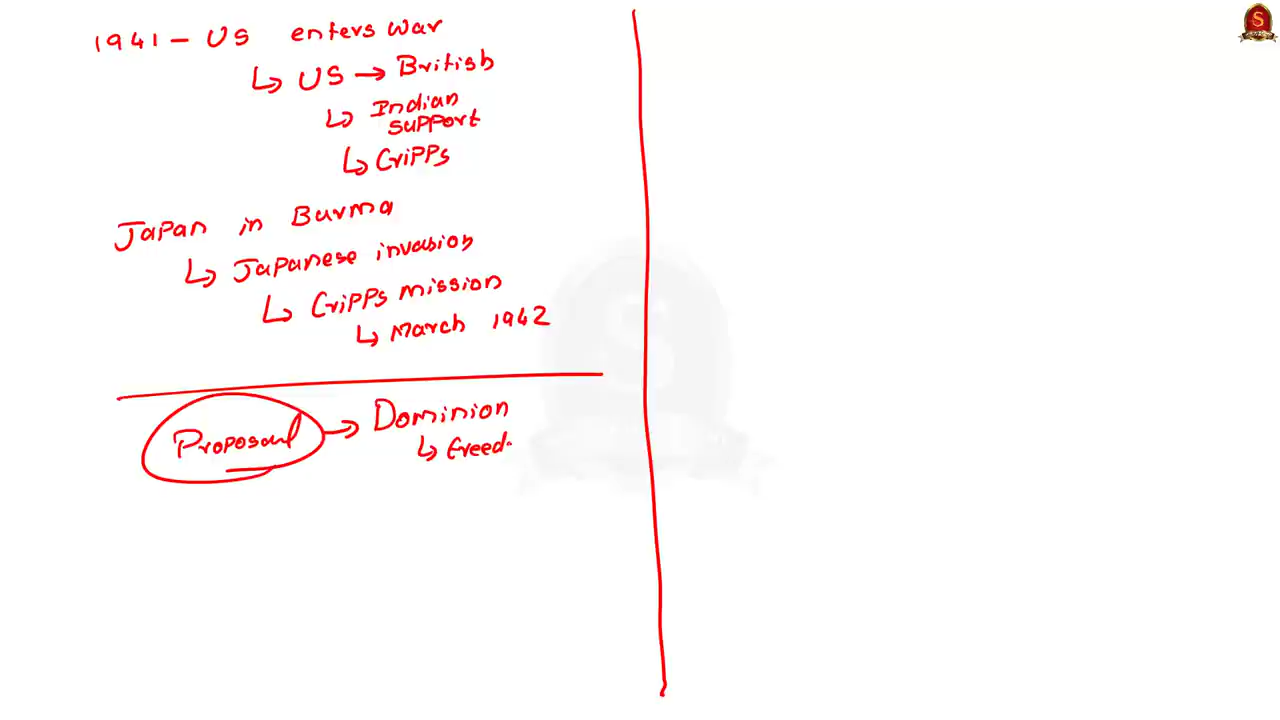 1941 - US enters war
↳ US → British
↳ Indian
support
↳ Cripps
Japan in Burma
↳ Japanese invasion
↳ Cripps mission
↳ March 1942
Proposal → Dominion
↳ freed
S
S